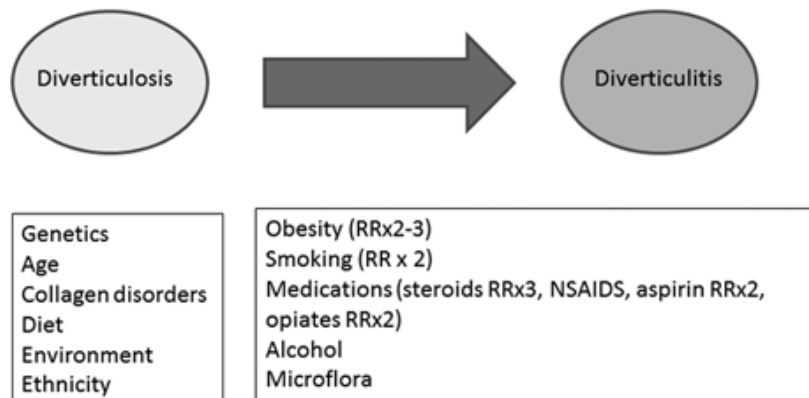 Diverticulosis
Diverticulitis
Genetics
Age
Collagen disorders
Diet
Environment
Ethnicity
Obesity (RRx2-3)
Smoking (RR x 2)
Medications (steroids RRx3, NSAIDS, aspirin RRx2,
opiates RRx2)
Alcohol
Microflora